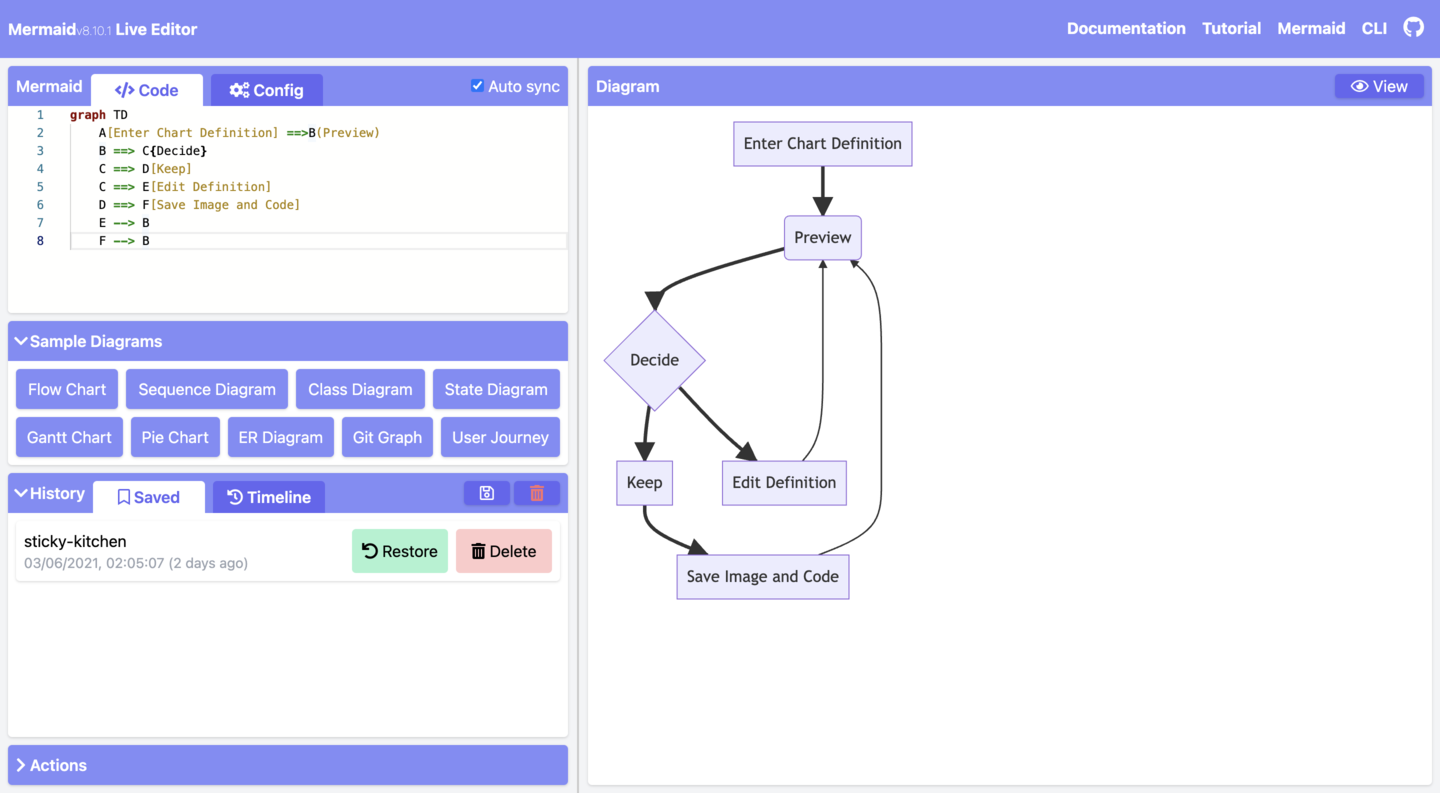 Mermaidv8.10.1 Live Editor
Documentation Tutorial Mermaid CLI
Mermaid Code Config Auto sync
1 graph TD
2 A[Enter Chart Definition] ==>B(Preview)
3 B ==> C{Decide}
4 C ==> D[Keep]
5 C ==> E[Edit Definition]
6 D ==> F[Save Image and Code]
7 E --> B
8 F --> B
Sample Diagrams
Flow Chart Sequence Diagram Class Diagram State Diagram
Gantt Chart Pie Chart ER Diagram Git Graph User Journey
History Saved Timeline
sticky-kitchen
03/06/2021, 02:05:07 (2 days ago)
Restore Delete
Actions
Diagram View
Enter Chart Definition
Preview
Decide
Keep Edit Definition
Save Image and Code